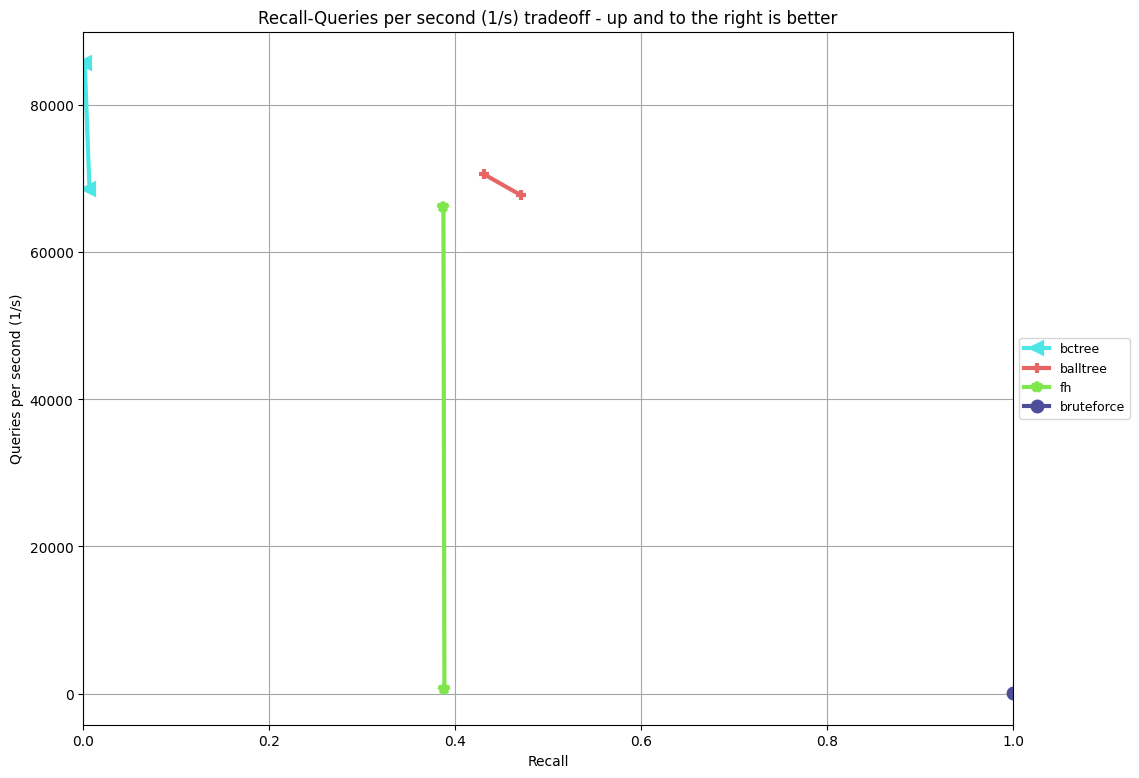 Recall-Queries per second (1/s) tradeoff - up and to the right is better
Queries per second (1/s)
80000
60000
40000
20000
0
0.0 0.2 0.4 0.6 0.8 1.0
Recall
bctree
balltree
fh
bruteforce